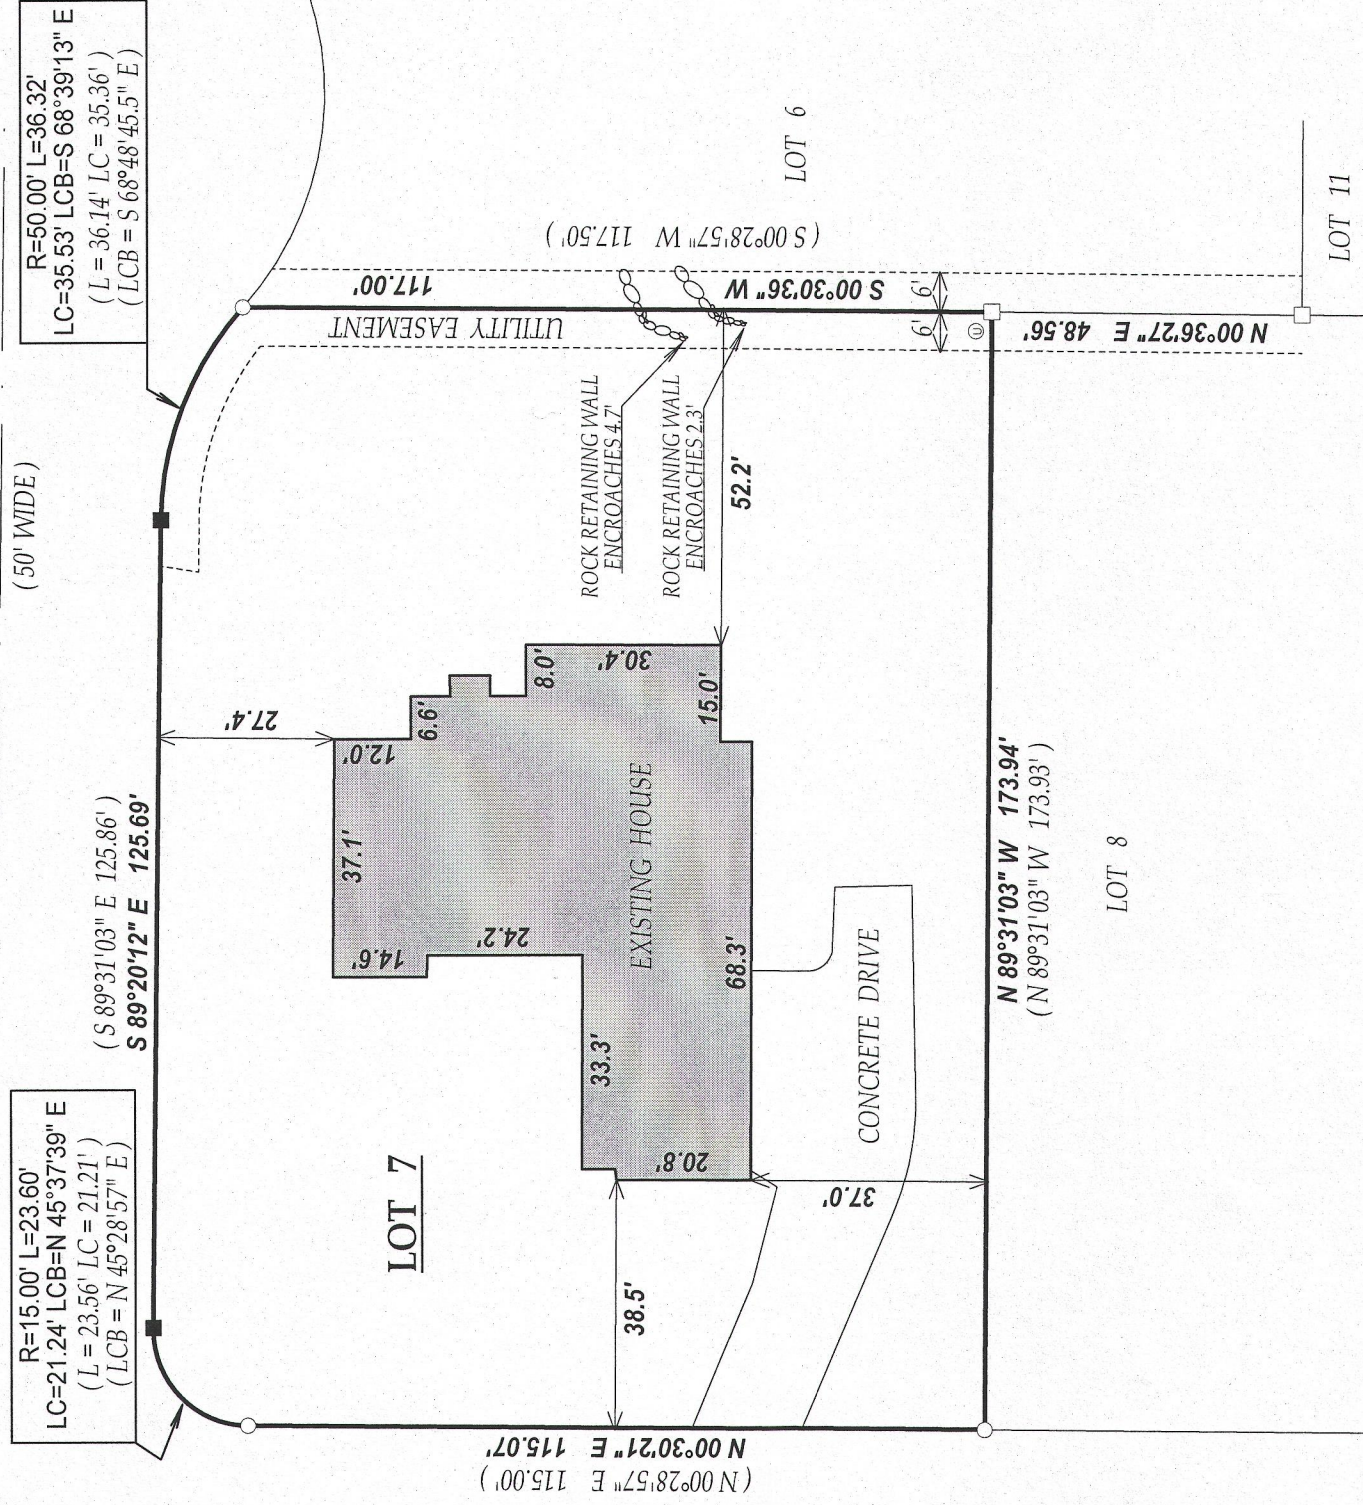 R=50.00' L=36.32'
LC=35.53' LCB=S 68°39'13" E
( L = 36.14' LC = 35.36' )
( LCB = S 68°48'45.5" E )
( 50' WIDE )
R=15.00' L=23.60'
LC=21.24' LCB=N 45°37'39" E
( L = 23.56' LC = 21.21' )
( LCB = N 45°28'57" E )
( S 89°31'03" E 125.86' )
S 89°20'12" E 125.69'
27.4'
117.00'
S 00°30'36" W
( S 00°28'57" W 117.50' )
UTILITY EASEMENT
LOT 6
6'
6'
U
N 00°36'27" E 48.56'
LOT 11
ROCK RETAINING WALL
ENCROACHES 4.7'
ROCK RETAINING WALL
ENCROACHES 2.3'
52.2'
12.0'
6.6'
8.0'
30.4'
15.0'
37.1'
14.6'
24.2'
33.3'
EXISTING HOUSE
68.3'
20.8'
LOT 7
38.5'
37.0'
CONCRETE DRIVE
N 89°31'03" W 173.94'
( N 89°31'03" W 173.93' )
LOT 8
N 00°30'21" E 115.07'
( N 00°28'57" E 115.00' )